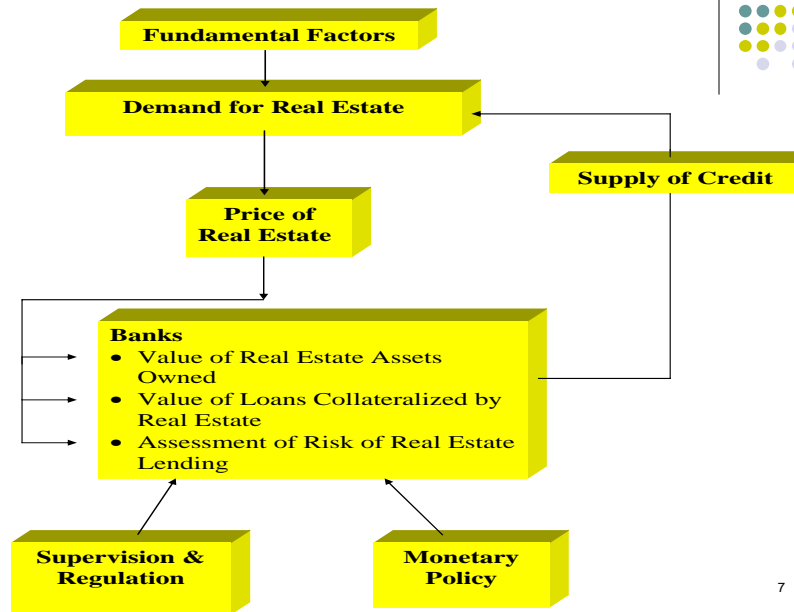 Fundamental Factors
Demand for Real Estate
Supply of Credit
Price of
Real Estate
Banks
• Value of Real Estate Assets
Owned
• Value of Loans Collateralized by
Real Estate
• Assessment of Risk of Real Estate
Lending
Supervision &
Regulation
Monetary
Policy
7